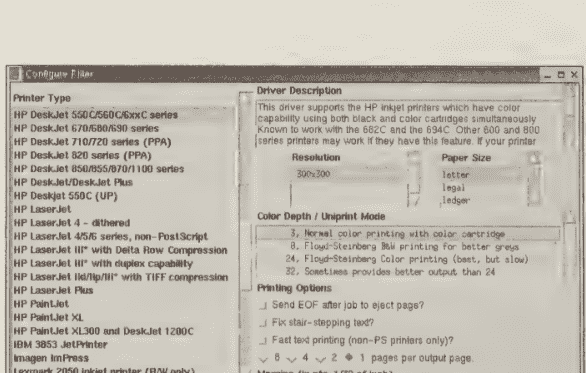 Configure Filter
Printer Type
HP DeskJet 550C/560C/6xxC series
HP DeskJet 670/680/690 series
HP DeskJet 710/720 series (PPA)
HP DeskJet 820 series (PPA)
HP DeskJet 850/855/870/1100 series
HP DeskJet/DeskJet Plus
HP Deskjet 550C (UP)
HP LaserJet
HP LaserJet 4 - dithered
HP LaserJet 4/5/6 series, non-PostScript
HP LaserJet III* with Delta Row Compression
HP LaserJet III* with duplex capability
HP LaserJet IId/IIp/III* with TIFF compression
HP LaserJet Plus
HP PaintJet
HP PaintJet XL
HP PaintJet XL300 and DeskJet 1200C
IBM 3853 JetPrinter
Imagen ImPress
Lexmark 2050 inkjet printer (B/W only)
Driver Description
This driver supports the HP inkjet printers which have color
capability using both black and color cartridges simultaneously
Known to work with the 682C and the 694C Other 600 and 800
series printers may work if they have this feature. If your printer
Resolution
300x300
Paper Size
letter
legal
ledger
Color Depth / Uniprint Mode
3, Normal color printing with color cartridge
8, Floyd-Steinberg B&W printing for better greys
24, Floyd-Steinberg Color printing (best, but slow)
32, Sometimes provides better output than 24
Printing Options
Send EOF after job to eject page?
Fix stair-stepping text?
Fast text printing (non-PS printers only)?
8 4 2 1 pages per output page.